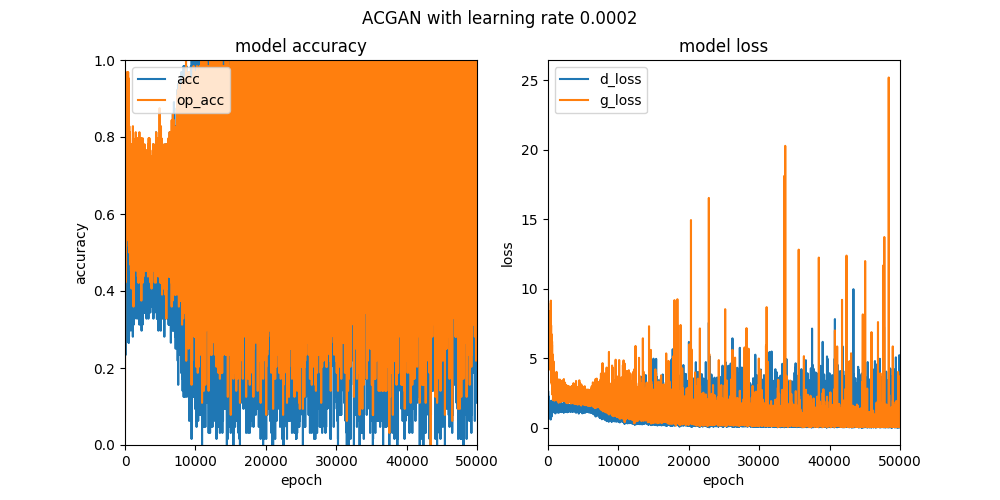 ACGAN with learning rate 0.0002
model accuracy
acc
op_acc
accuracy
1.0
0.8
0.6
0.4
0.2
0.0
0 10000 20000 30000 40000 50000
epoch
model loss
d_loss
g_loss
loss
25
20
15
10
5
0
0 10000 20000 30000 40000 50000
epoch